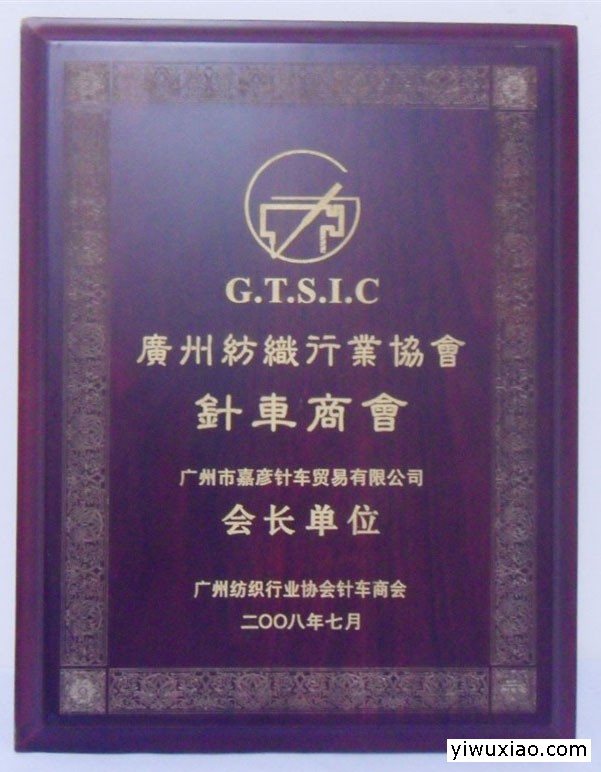 G.T.S.I.C
廣州紡織行業協會
針車商會
广州市嘉彦针车贸易有限公司
会长单位
广州纺织行业协会针车商会
二〇〇八年七月
yiwuxiao.com